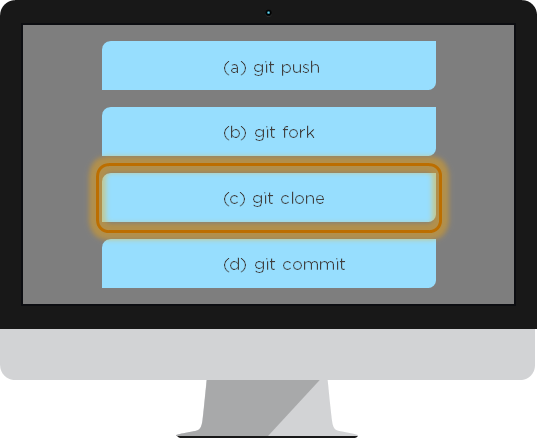 (a) git push
(b) git fork
(c) git clone
(d) git commit